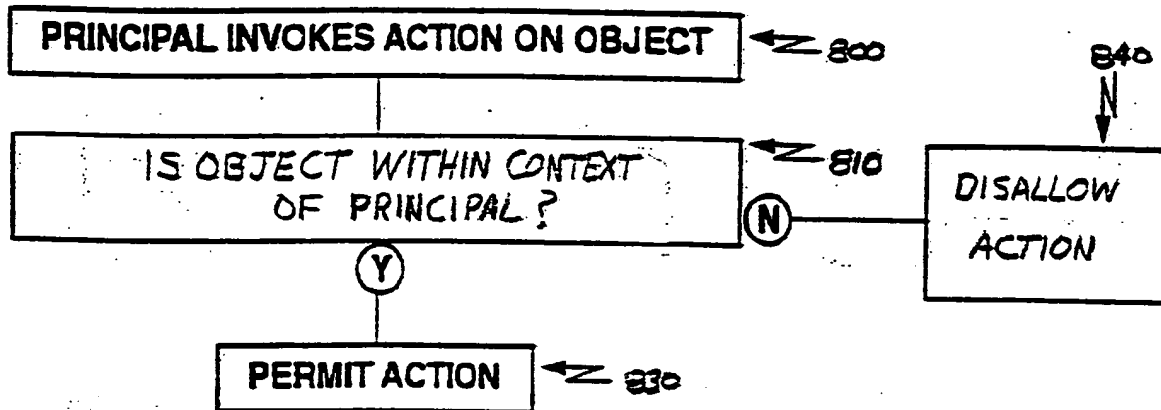 PRINCIPAL INVOKES ACTION ON OBJECT
800
840
IS OBJECT WITHIN CONTEXT
OF PRINCIPAL?
810
N
DISALLOW
ACTION
Y
PERMIT ACTION
830